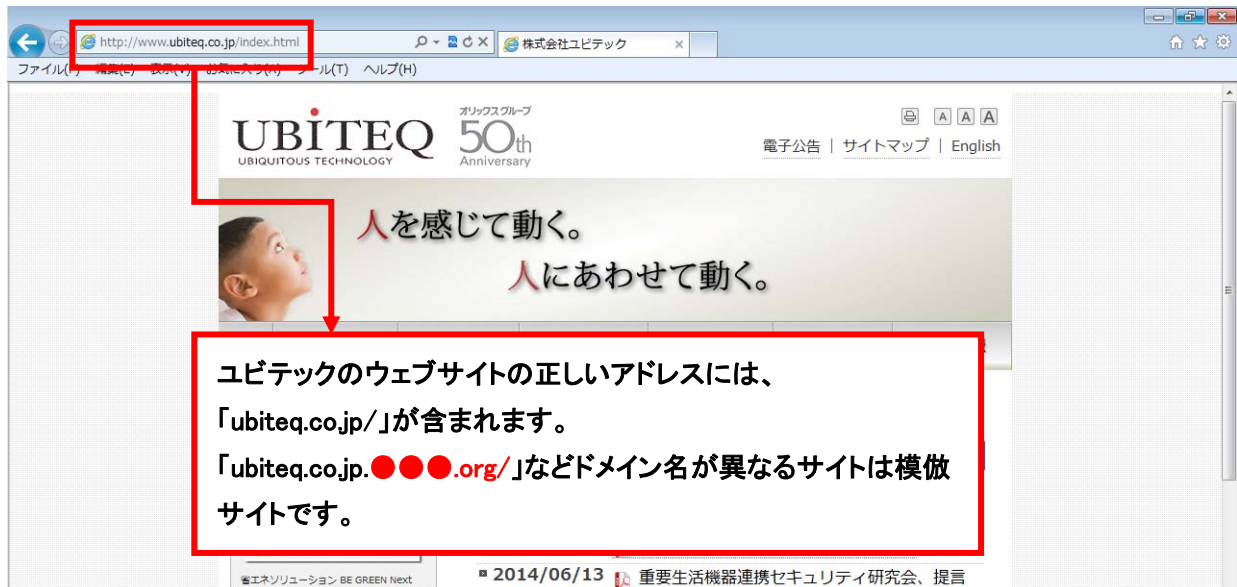 http://www.ubiteq.co.jp/index.html
株式会社ユビテック
ツール(T) ヘルプ(H)
UBiTEQ
UBIQUITOUS TECHNOLOGY
オリックスグループ
50th
Anniversary
A A A
電子公告 | サイトマップ | English
人を感じて動く。
人にあわせて動く。
ユビテックのウェブサイトの正しいアドレスには、
「ubiteq.co.jp/」が含まれます。
「ubiteq.co.jp.●●●.org/」などドメイン名が異なるサイトは模倣
サイトです。
省エネソリューション BE GREEN Next
2014/06/13 重要生活機器連携セキュリティ研究会、提言